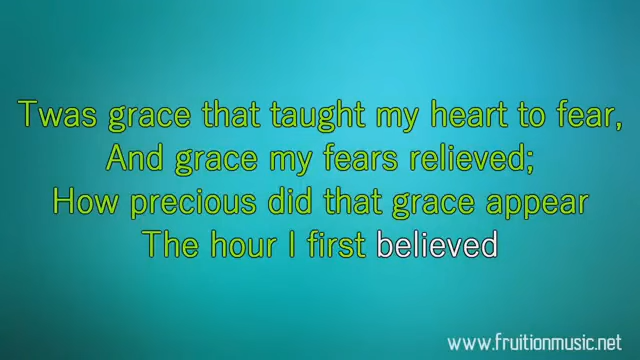 Twas grace that taught my heart to fear,
And grace my fears relieved;
How precious did that grace appear
The hour I first believed
www.fruitionmusic.net